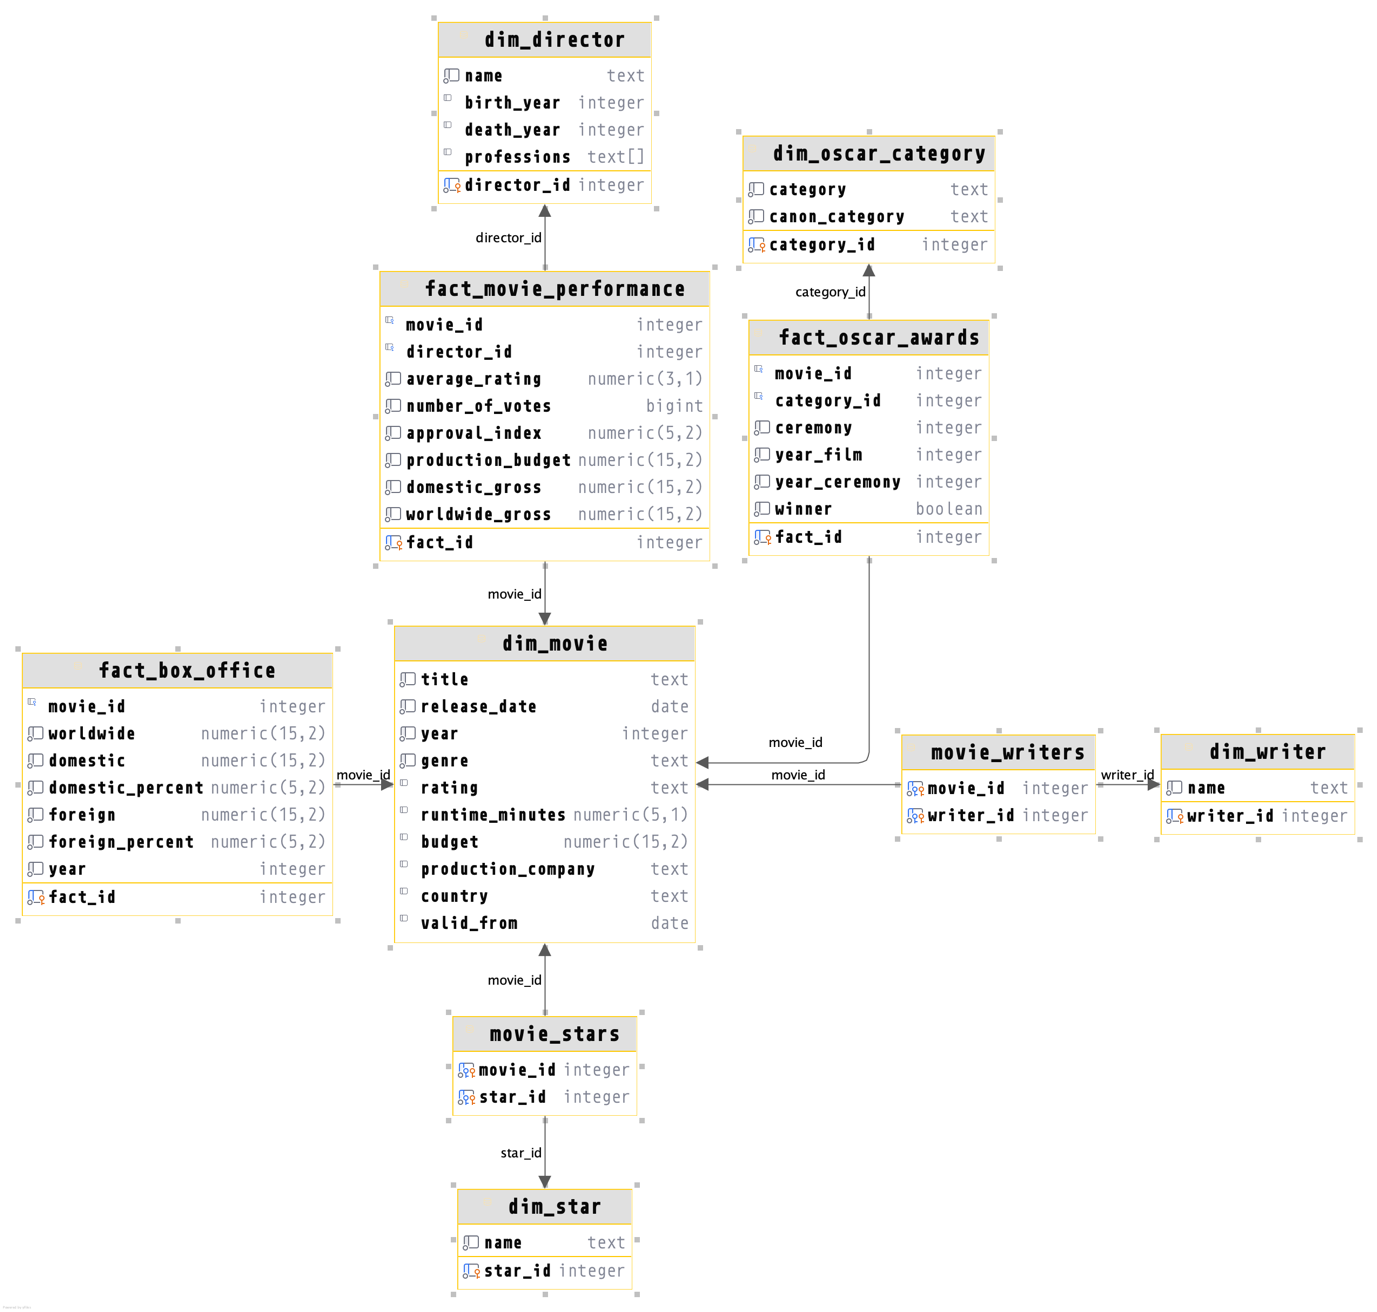 dim_director
name text
birth_year integer
death_year integer
professions text[]
director_id integer
director_id
dim_oscar_category
category text
canon_category text
category_id integer
category_id
fact_movie_performance
movie_id integer
director_id integer
average_rating numeric(3,1)
number_of_votes bigint
approval_index numeric(5,2)
production_budget numeric(15,2)
domestic_gross numeric(15,2)
worldwide_gross numeric(15,2)
fact_id integer
movie_id
fact_oscar_awards
movie_id integer
category_id integer
ceremony integer
year_film integer
year_ceremony integer
winner boolean
fact_id integer
movie_id
fact_box_office
movie_id integer
worldwide numeric(15,2)
domestic numeric(15,2)
domestic_percent numeric(5,2)
foreign numeric(15,2)
foreign_percent numeric(5,2)
year integer
fact_id integer
movie_id
dim_movie
title text
release_date date
year integer
genre text
rating text
runtime_minutes numeric(5,1)
budget numeric(15,2)
production_company text
country text
valid_from date
movie_id
movie_writers
movie_id integer
writer_id integer
writer_id
dim_writer
name text
writer_id integer
movie_id
movie_stars
movie_id integer
star_id integer
star_id
dim_star
name text
star_id integer